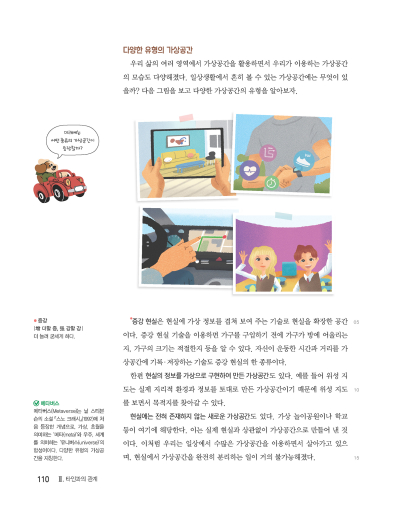 다양한 유형의 가상공간
우리 삶의 여러 영역에서 가상공간을 활용하면서 우리가 이용하는 가상공간
의 모습도 다양해졌다. 일상생활에서 흔히 볼 수 있는 가상공간에는 무엇이 있
을까? 다음 그림을 보고 다양한 가상공간의 유형을 알아보자.
어떤 종류의 가상공간이
증강 현실은 현실에 가상 정보를 겹쳐 보여 주는 기술로 현실을 확장한 공간
이다. 증강 현실 기술을 이용하면 가구를 구입하기 전에 가구가 방에 어울리는
지, 가구의 크기는 적절한지 등을 알 수 있다. 자신이 운동한 시간과 거리를 가
상공간에 기록·저장하는 기술도 증강 현실의 한 종류이다.
한편 현실의 정보를 가상으로 구현하여 만든 가상공간도 있다. 예를 들어 위성 지
도는 실제 지리적 환경과 정보를 토대로 만든 가상공간이기 때문에 위성 지도
를 보면서 목적지를 찾아갈 수 있다.
현실에는 전혀 존재하지 않는 새로운 가상공간도 있다. 가상 놀이공원이나 학교
등이 여기에 해당한다. 이는 실제 현실과 상관없이 가상공간으로 만들어 낸 것
이다. 이처럼 우리는 일상에서 수많은 가상공간을 이용하면서 살아가고 있으
며, 현실에서 가상공간을 완전히 분리하는 일이 거의 불가능해졌다.
05
10
15
증강
(增 더할 증, 强 강할 강)
더 늘려 굳세게 하다.
메타버스
메타버스(Metaverse)는 닐 스티븐
슨의 소설 『스노 크래시』(1992)에 처
음 등장한 개념으로, 가상, 초월을
의미하는 '메타(meta)'와 우주, 세계
를 의미하는 '유니버스(universe)'의
합성어이다. 다양한 유형의 가상공
간을 지칭한다.
110 Ⅱ. 타인과의 관계